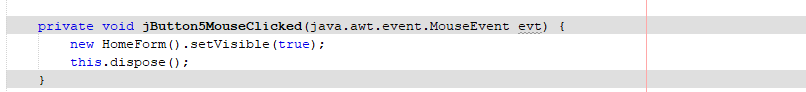 private void jButton5MouseClicked(java.awt.event.MouseEvent evt) {
new HomeForm().setVisible(true);
this.dispose();
}